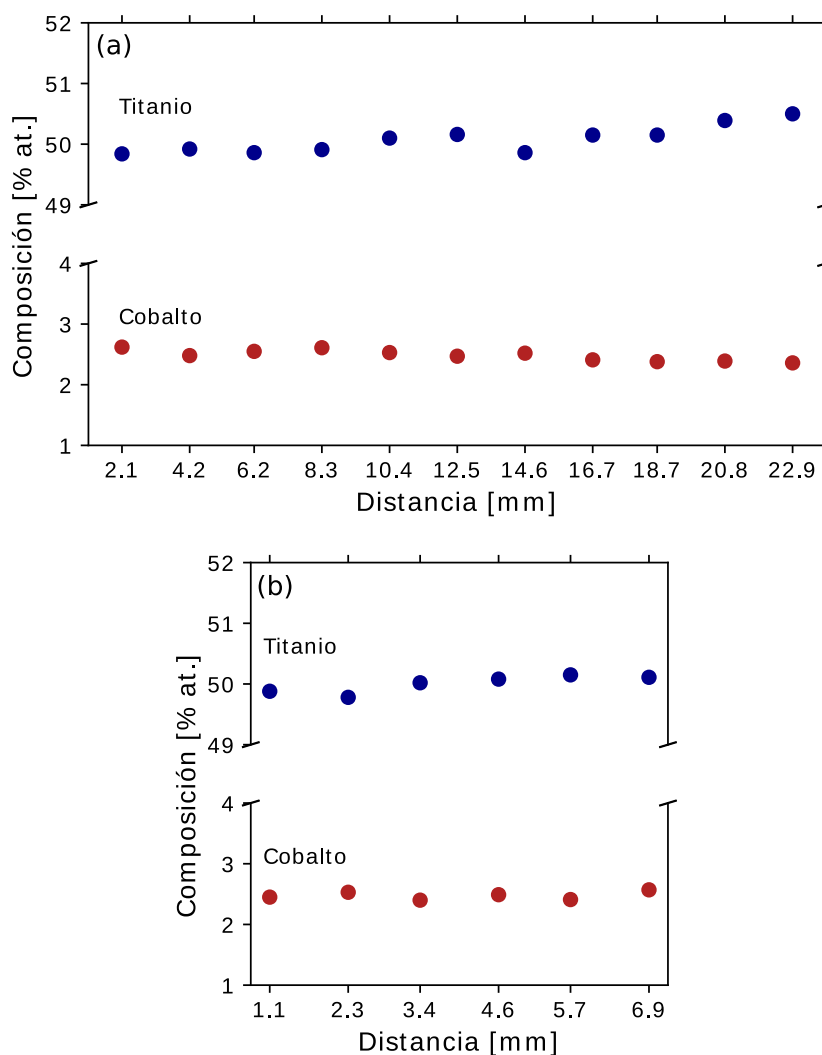 52
(a)
51
Titanio
50
49
Composición [% at.]
4
Cobalto
3
2
1
2.1 4.2 6.2 8.3 10.4 12.5 14.6 16.7 18.7 20.8 22.9
Distancia [mm]
52
(b)
51
Titanio
50
49
Composición [% at.]
4
Cobalto
3
2
1
1.1 2.3 3.4 4.6 5.7 6.9
Distancia [mm]